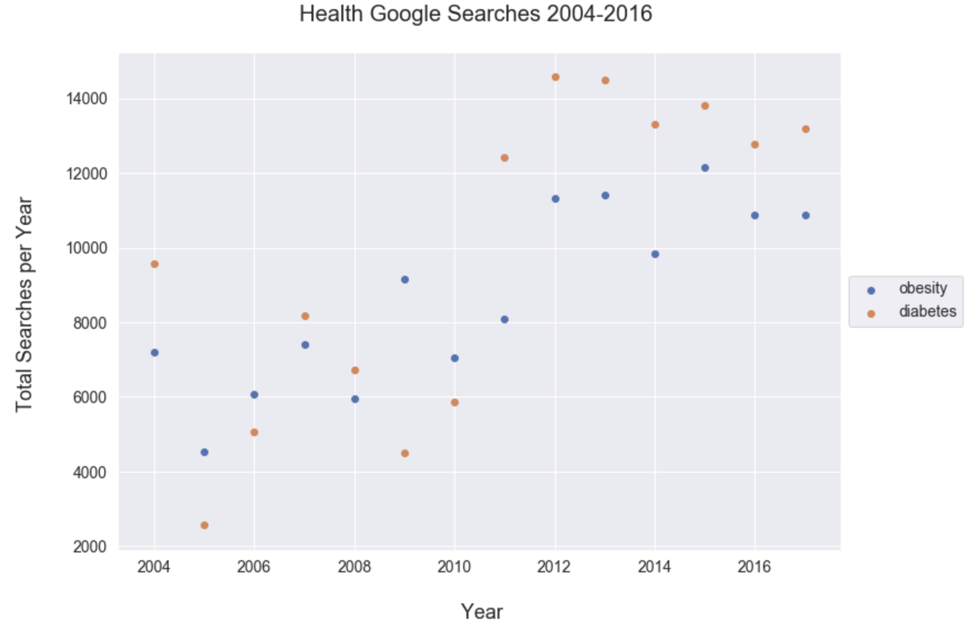 Health Google Searches 2004-2016
Total Searches per Year
14000
12000
10000
8000
6000
4000
2000
2004 2006 2008 2010 2012 2014 2016
Year
obesity
diabetes